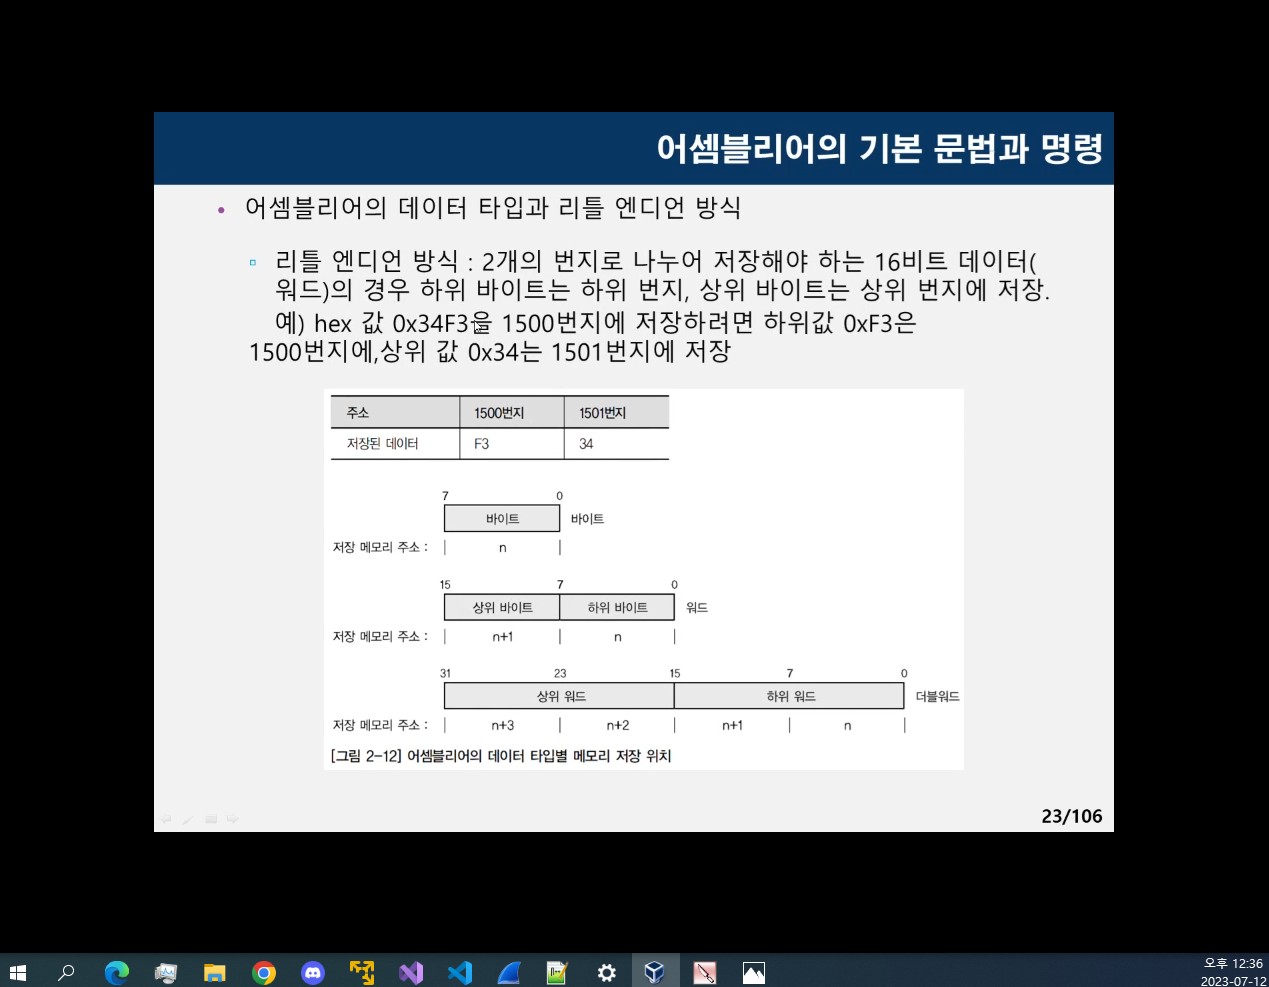 어셈블리어의 기본 문법과 명령
• 어셈블리어의 데이터 타입과 리틀 엔디언 방식
▫ 리틀 엔디언 방식 : 2개의 번지로 나누어 저장해야 하는 16비트 데이터(
워드)의 경우 하위 바이트는 하위 번지, 상위 바이트는 상위 번지에 저장.
예) hex 값 0x34F3을 1500번지에 저장하려면 하위값 0xF3은
1500번지에,상위 값 0x34는 1501번지에 저장
주소 1500번지 1501번지
저장된 데이터 F3 34
7 0
바이트 바이트
저장 메모리 주소 : n
15 7 0
상위 바이트 하위 바이트 워드
저장 메모리 주소 : n+1 n
31 23 15 7 0
상위 워드 하위 워드 더블워드
저장 메모리 주소 : n+3 n+2 n+1 n
[그림 2-12] 어셈블리어의 데이터 타입별 메모리 저장 위치
23/106
오후 12:36
2023-07-12